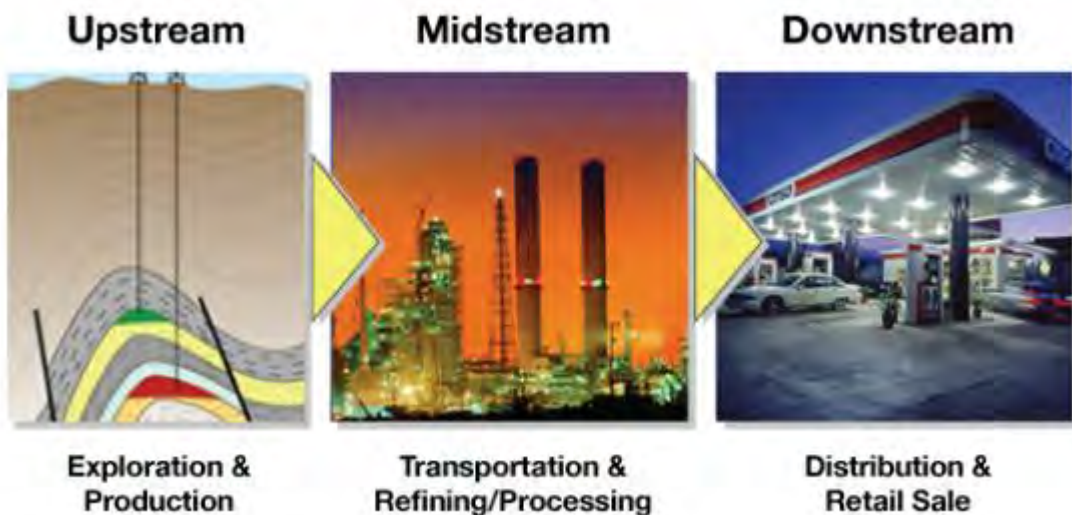 Upstream
Midstream
Downstream
Exploration &
Production
Transportation &
Refining/Processing
Distribution &
Retail Sale